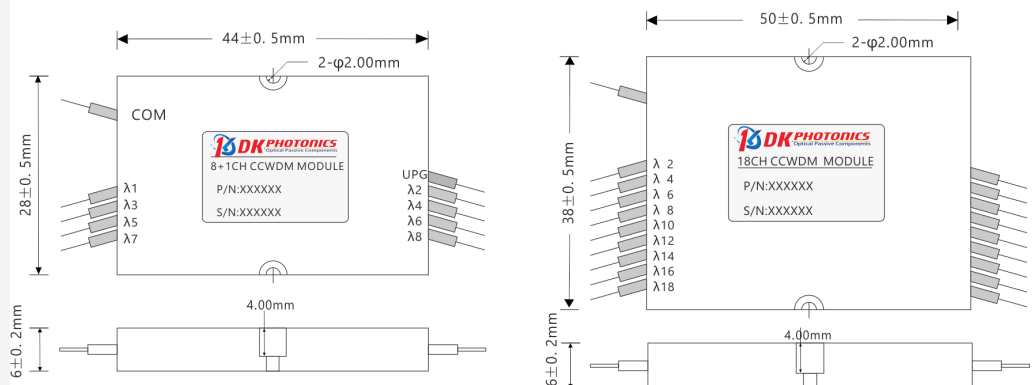 44±0.5mm
2-φ2.00mm
28±0.5mm
COM
DK PHOTONICS
Optical Passive Components
8+1CH CCWDM MODULE
P/N:XXXXXX
S/N:XXXXXX
λ1
λ3
λ5
λ7
UPG
λ2
λ4
λ6
λ8
4.00mm
6±0.2mm
50±0.5mm
2-φ2.00mm
38±0.5mm
DK PHOTONICS
Optical Passive Components
18CH CCWDM MODULE
P/N:XXXXXX
S/N:XXXXXX
λ 2
λ 4
λ 6
λ 8
λ10
λ12
λ14
λ16
λ18
4.00mm
6±0.2mm